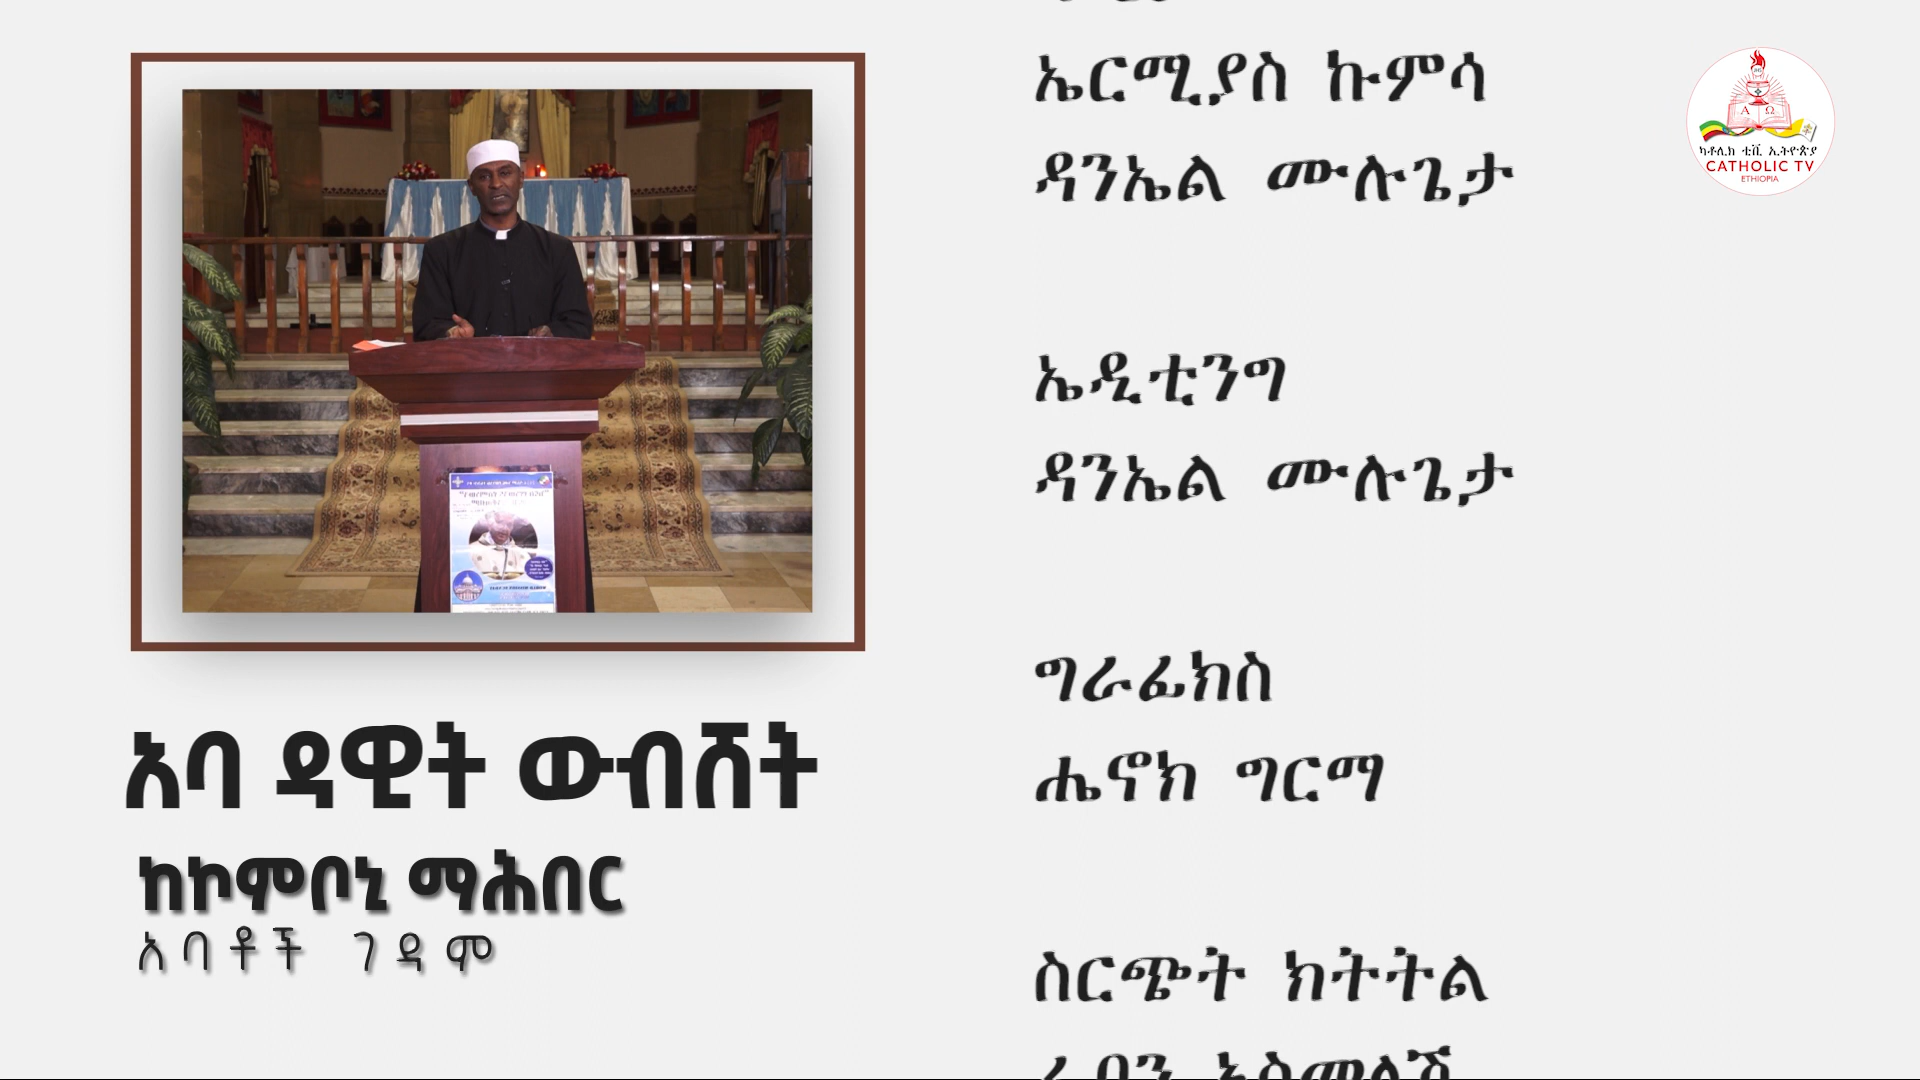 አባ ዳዊት ውብሸት
ከኮምቦኒ ማሕበር
አባቶች ገዳም
ኤርሚያስ ኩምሳ
ዳንኤል ሙሉጌታ
ኤዲቲንግ
ዳንኤል ሙሉጌታ
ግራፊክስ
ሔኖክ ግርማ
ስርጭት ክትትል
ካቶሊክ ቲቪ ኢትዮጵያ
CATHOLIC TV
ETHIOPIA